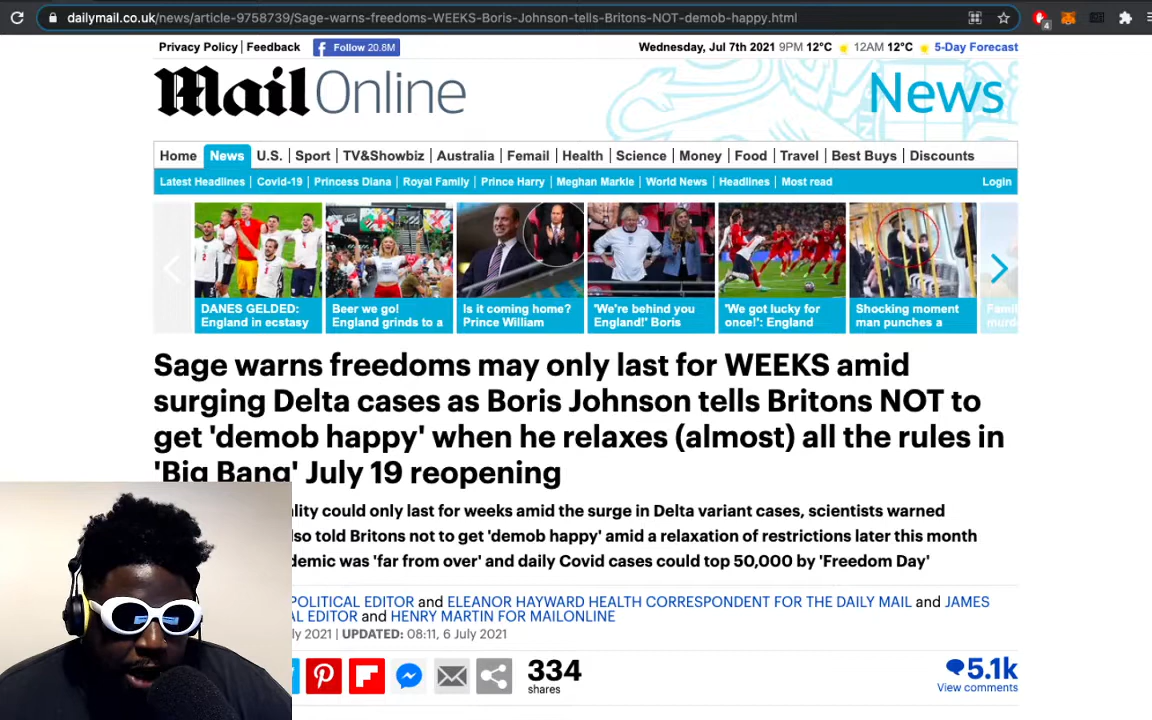 dailymail.co.uk/news/article-9758739/Sage-warns-freedoms-WEEKS-Boris-Johnson-tells-Britons-NOT-demob-happy.html
4
Privacy Policy | Feedback
Follow 20.8M
Wednesday, Jul 7th 2021 9PM 12°C 12AM 12°C 5-Day Forecast
Mail Online
News
Home News U.S. | Sport | TV&Showbiz | Australia | Femail | Health | Science | Money | Food | Travel | Best Buys | Discounts
Latest Headlines | Covid-19 | Princess Diana | Royal Family | Prince Harry | Meghan Markle | World News | Headlines | Most read
Login
DANES GELDED:
England in ecstasy
Beer we go!
England grinds to a
Is it coming home?
Prince William
'We're behind you
England!' Boris
'We got lucky for
once!': England
Shocking moment
man punches a
Sage warns freedoms may only last for WEEKS amid
surging Delta cases as Boris Johnson tells Britons NOT to
get 'demob happy' when he relaxes (almost) all the rules in
'Big Bang' July 19 reopening
lity could only last for weeks amid the surge in Delta variant cases, scientists warned
lso told Britons not to get 'demob happy' amid a relaxation of restrictions later this month
demic was 'far from over' and daily Covid cases could top 50,000 by 'Freedom Day'
POLITICAL EDITOR and ELEANOR HAYWARD HEALTH CORRESPONDENT FOR THE DAILY MAIL and JAMES
L EDITOR and HENRY MARTIN FOR MAILONLINE
ly 2021 | UPDATED: 08:11, 6 July 2021
334
shares
5.1k
View comments